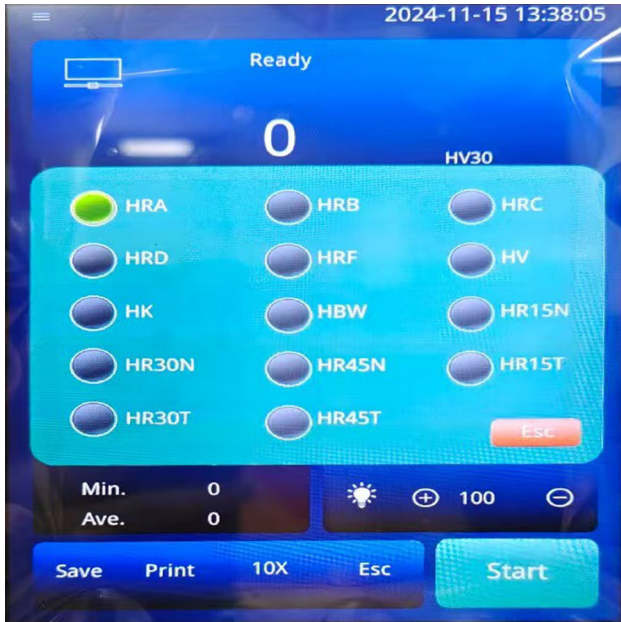 2024-11-15 13:38:05
Ready
0
HV30
HRA HRB HRC
HRD HRF HV
HK HBW HR15N
HR30N HR45N HR15T
HR30T HR45T
Esc
Min. 0
Ave. 0
100
Save Print 10X Esc
Start